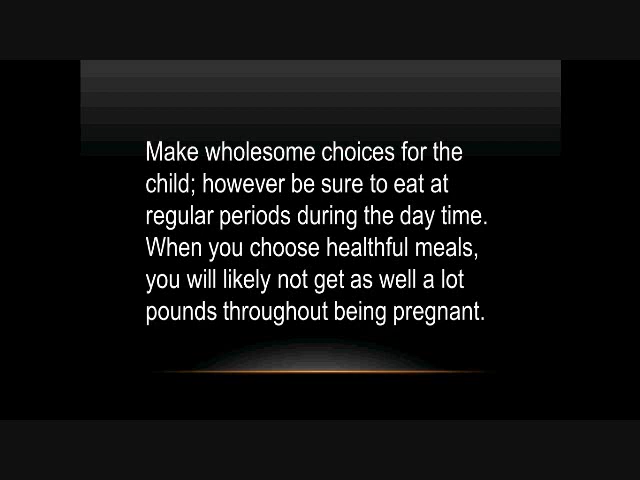 Make wholesome choices for the
child; however be sure to eat at
regular periods during the day time.
When you choose healthful meals,
you will likely not get as well a lot
pounds throughout being pregnant.